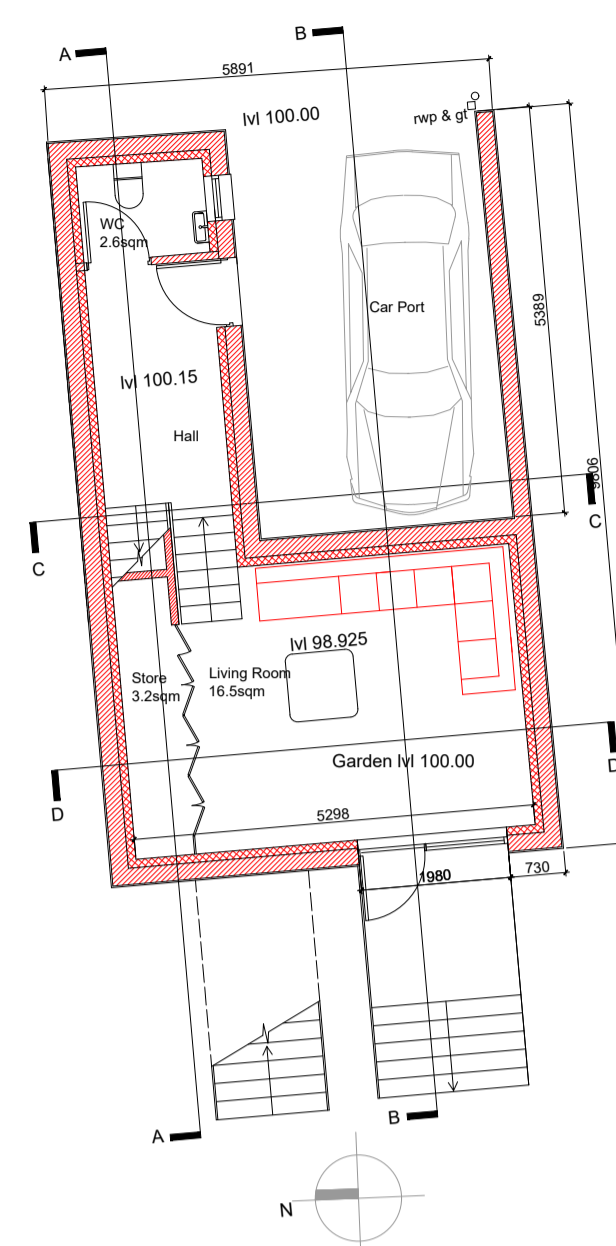 B
A
5891
lvl 100.00
rwp & gt
WC
2.6sqm
Car Port
5389
lvl 100.15
Hall
9806
C
C
lvl 98.925
Store
3.2sqm
Living Room
16.5sqm
Garden lvl 100.00
D
D
5298
1980
730
A
B
N